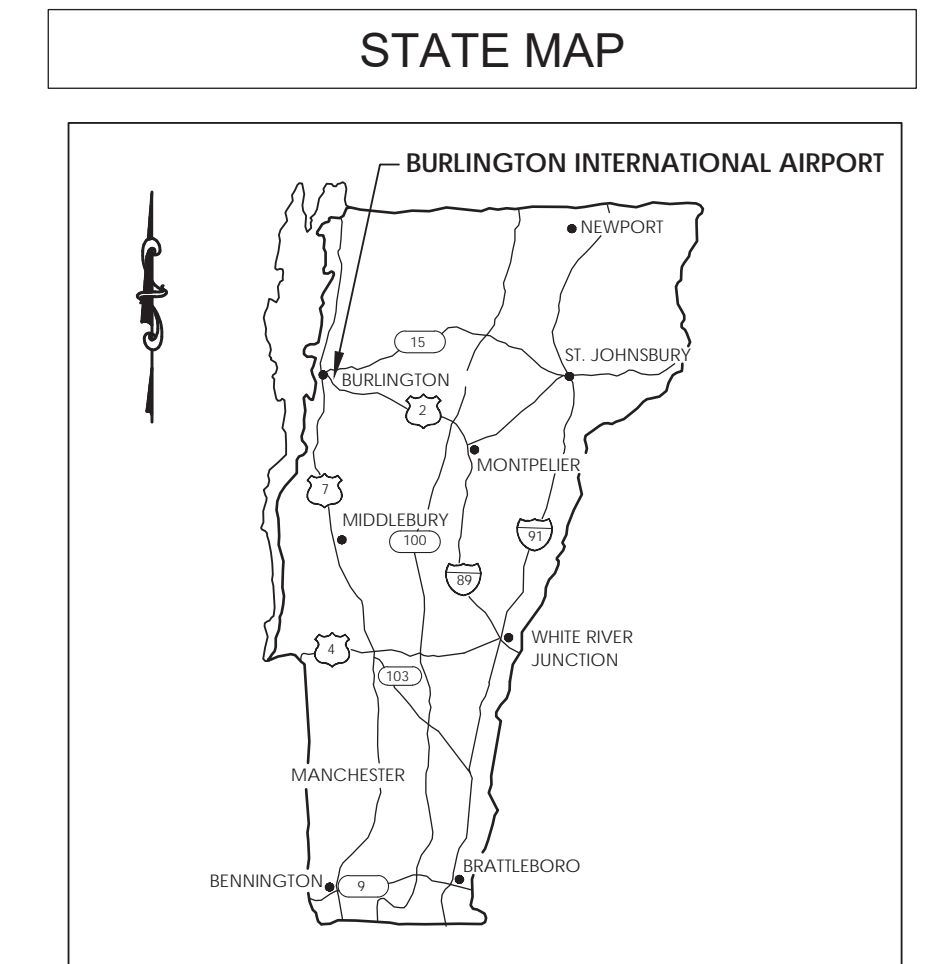 STATE MAP
BURLINGTON INTERNATIONAL AIRPORT
NEWPORT
15
ST. JOHNSBURY
BURLINGTON
2
MONTPELIER
7
MIDDLEBURY
100
91
89
WHITE RIVER
JUNCTION
4
103
MANCHESTER
BRATTLEBORO
BENNINGTON
9